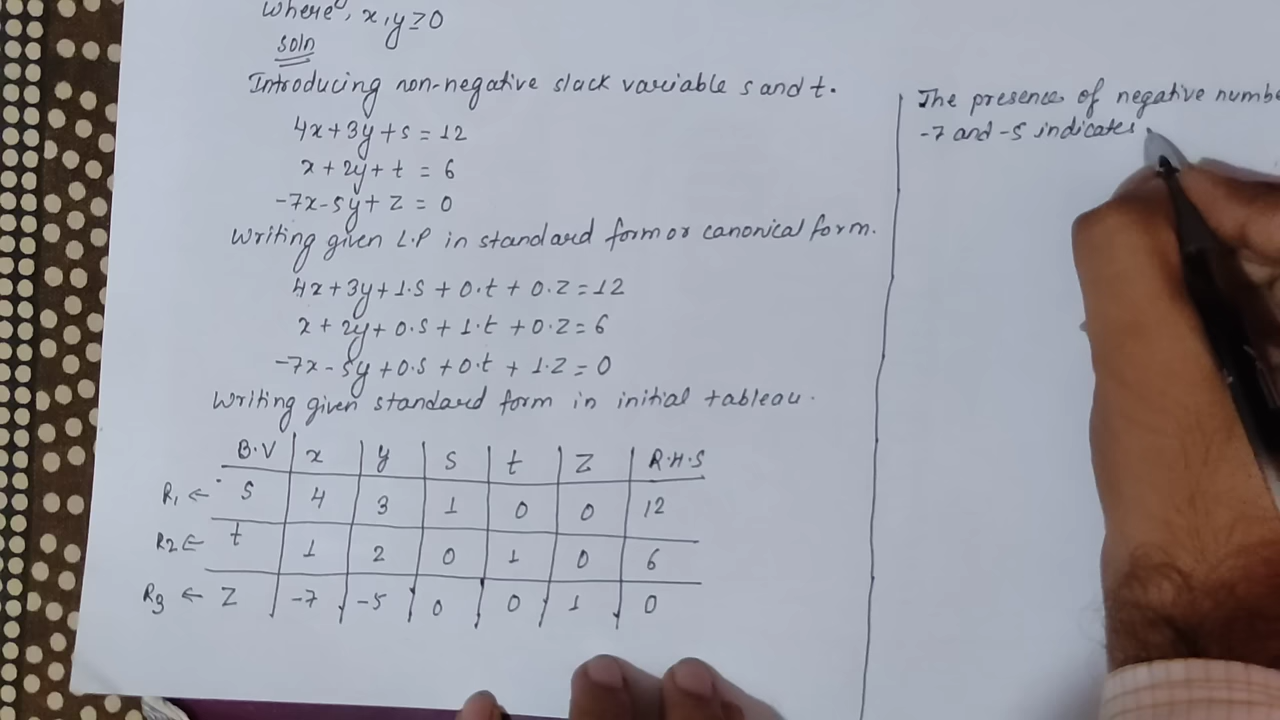 where, x,y≥0
soln
Introducing non-negative slack variable s and t.
4x+3y+s=12
x+2y+t = 6
-7x-5y+z = 0
Writing given L.P in standard form or canonical form.
4x+3y+1.s+0.t+0.z=12
x+2y+0.s+1.t+0.z=6
-7x-5y+0.s+0.t+1.z=0
Writing given standard form in initial tableau.
B.V x y s t z R.H.S
R1 ← s 4 3 1 0 0 12
R2 ← t 1 2 0 1 0 6
R3 ← z -7 -5 0 0 1 0
The presence of negative
-7 and -5 indicates